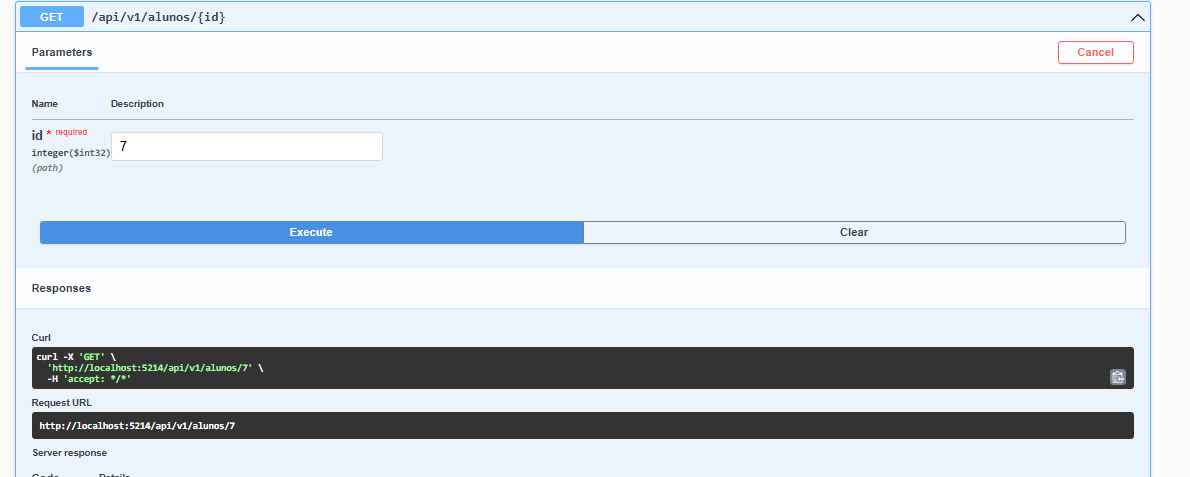 GET /api/v1/alunos/{id}
Parameters
Cancel
Name Description
id * required
integer($int32)
(path)
7
Execute Clear
Responses
Curl
curl -X 'GET' \
'http://localhost:5214/api/v1/alunos/7' \
-H 'accept: */*'
Request URL
http://localhost:5214/api/v1/alunos/7
Server response
Code Details